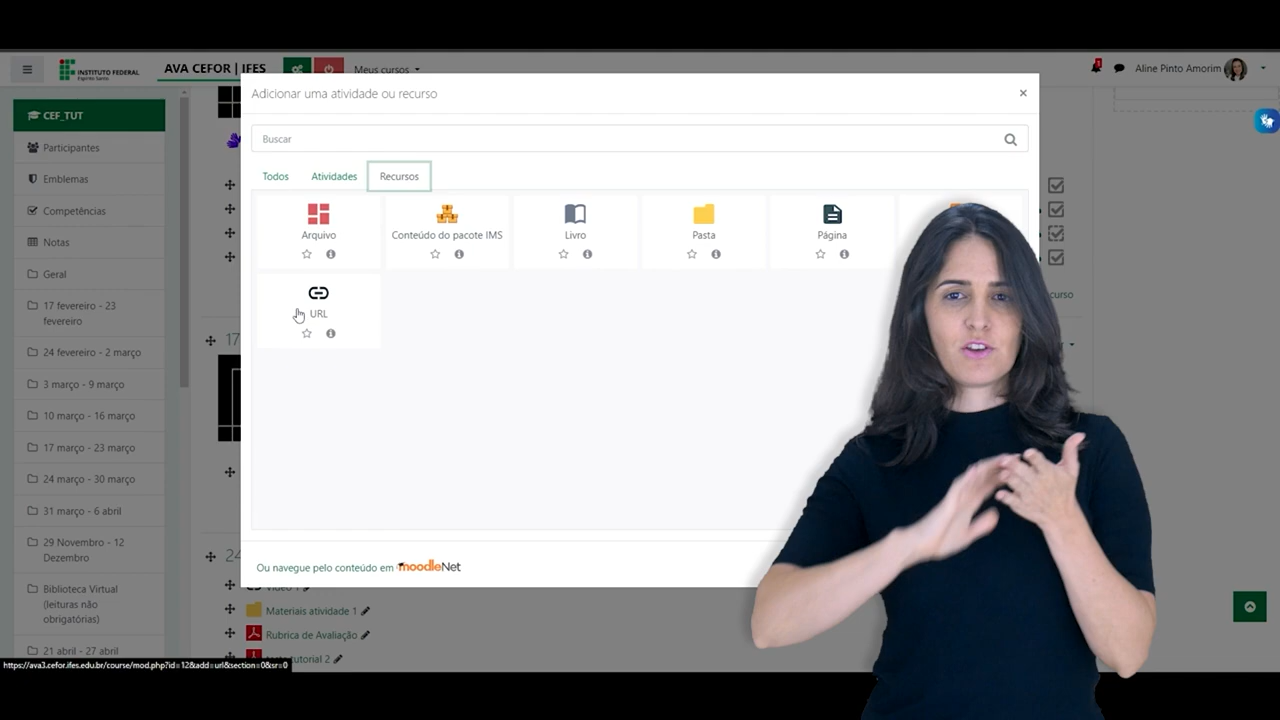 INSTITUTO FEDERAL
Espírito Santo
AVA CEFOR | IFES
Meus cursos
Aline Pinto Amorim
Adicionar uma atividade ou recurso
×
Buscar
Todos
Atividades
Recursos
Arquivo
Conteúdo do pacote IMS
Livro
Pasta
Página
URL
Ou navegue pelo conteúdo em moodleNet
CEF_TUT
Participantes
Emblemas
Competências
Notas
Geral
17 fevereiro - 23
fevereiro
24 fevereiro - 2 março
3 março - 9 março
10 março - 16 março
17 março - 23 março
24 março - 30 março
31 março - 6 abril
29 Novembro - 12
Dezembro
Biblioteca Virtual
(leituras não
obrigatórias)
21 abril - 27 abril
17
24
Materiais atividade 1
Rubrica de Avaliação
tutorial 2
https://ava3.cefor.ifes.edu.br/course/mod.php?id=12&add=url&section=0&sr=0